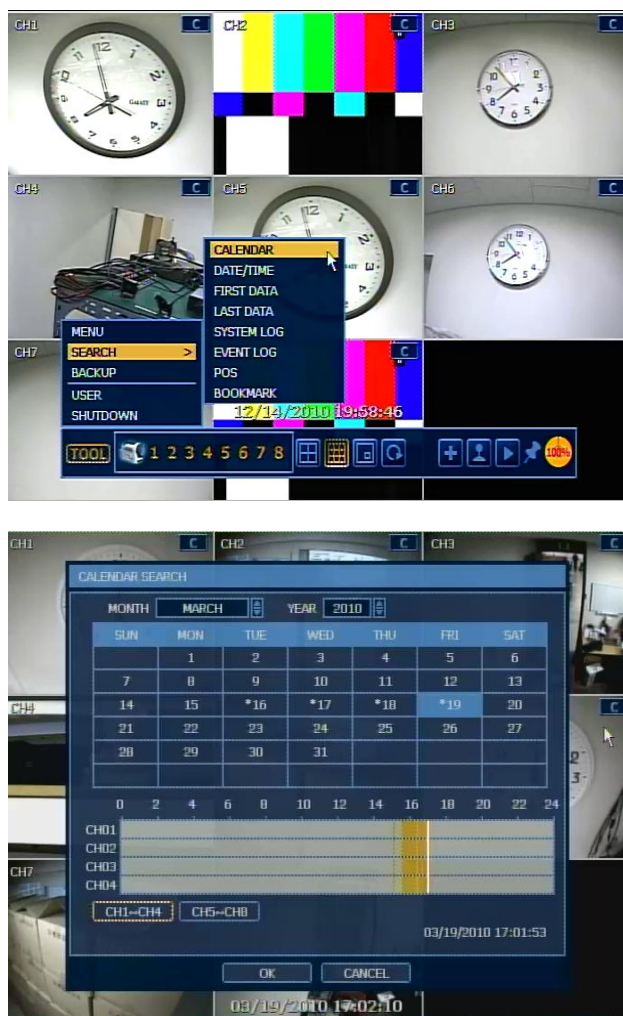 CH1 C CH2 C CH3 C
CH4 C CH5 C CH6 C
CALENDAR
DATE/TIME
FIRST DATA
LAST DATA
MENU SYSTEM LOG
CH7 SEARCH > EVENT LOG C
BACKUP POS
USER BOOKMARK
SHUTDOWN 12/14/2010 19:58:46
TOOL 1 2 3 4 5 6 7 8 100%
CH1 C CH2 C CH3 C
CALENDAR SEARCH
MONTH MARCH YEAR 2010
SUN MON TUE WED THU FRI SAT
1 2 3 4 5 6
7 8 9 10 11 12 13
CH4 14 15 *16 *17 *18 *19 20 C
21 22 23 24 25 26 27
28 29 30 31
0 2 4 6 8 10 12 14 16 18 20 22 24
CH01
CH02
CH7 CH03
CH04
CH1~CH4 CH5~CH8
03/19/2010 17:01:53
OK CANCEL
03/19/2010 17:02:10